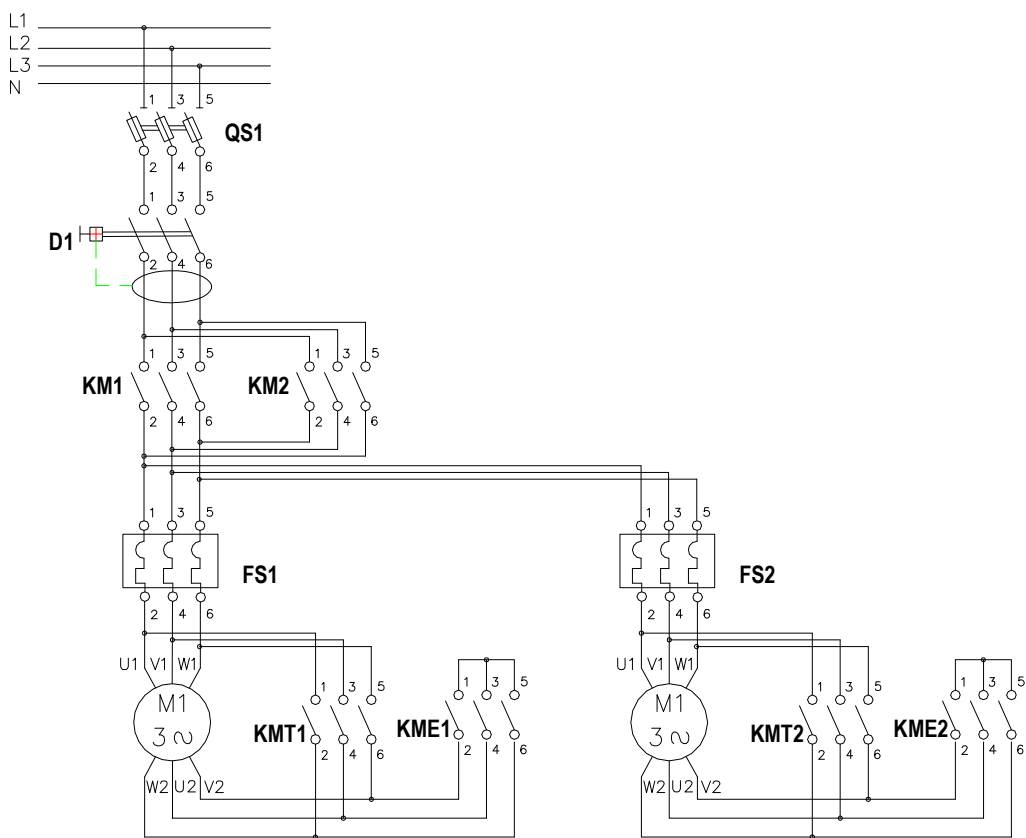 L1
L2
L3
N
1 3 5
QS1
2 4 6
1 3 5
D1
2 4 6
1 3 5 1 3 5
KM1 KM2
2 4 6 2 4 6
1 3 5 1 3 5
FS1 FS2
2 4 6 2 4 6
U1 V1 W1 U1 V1 W1
1 3 5 1 3 5 1 3 5 1 3 5
M1 M1
3 ∿ KMT1 KME1 3 ∿ KMT2 KME2
2 4 6 2 4 6 2 4 6 2 4 6
W2 U2 V2 W2 U2 V2